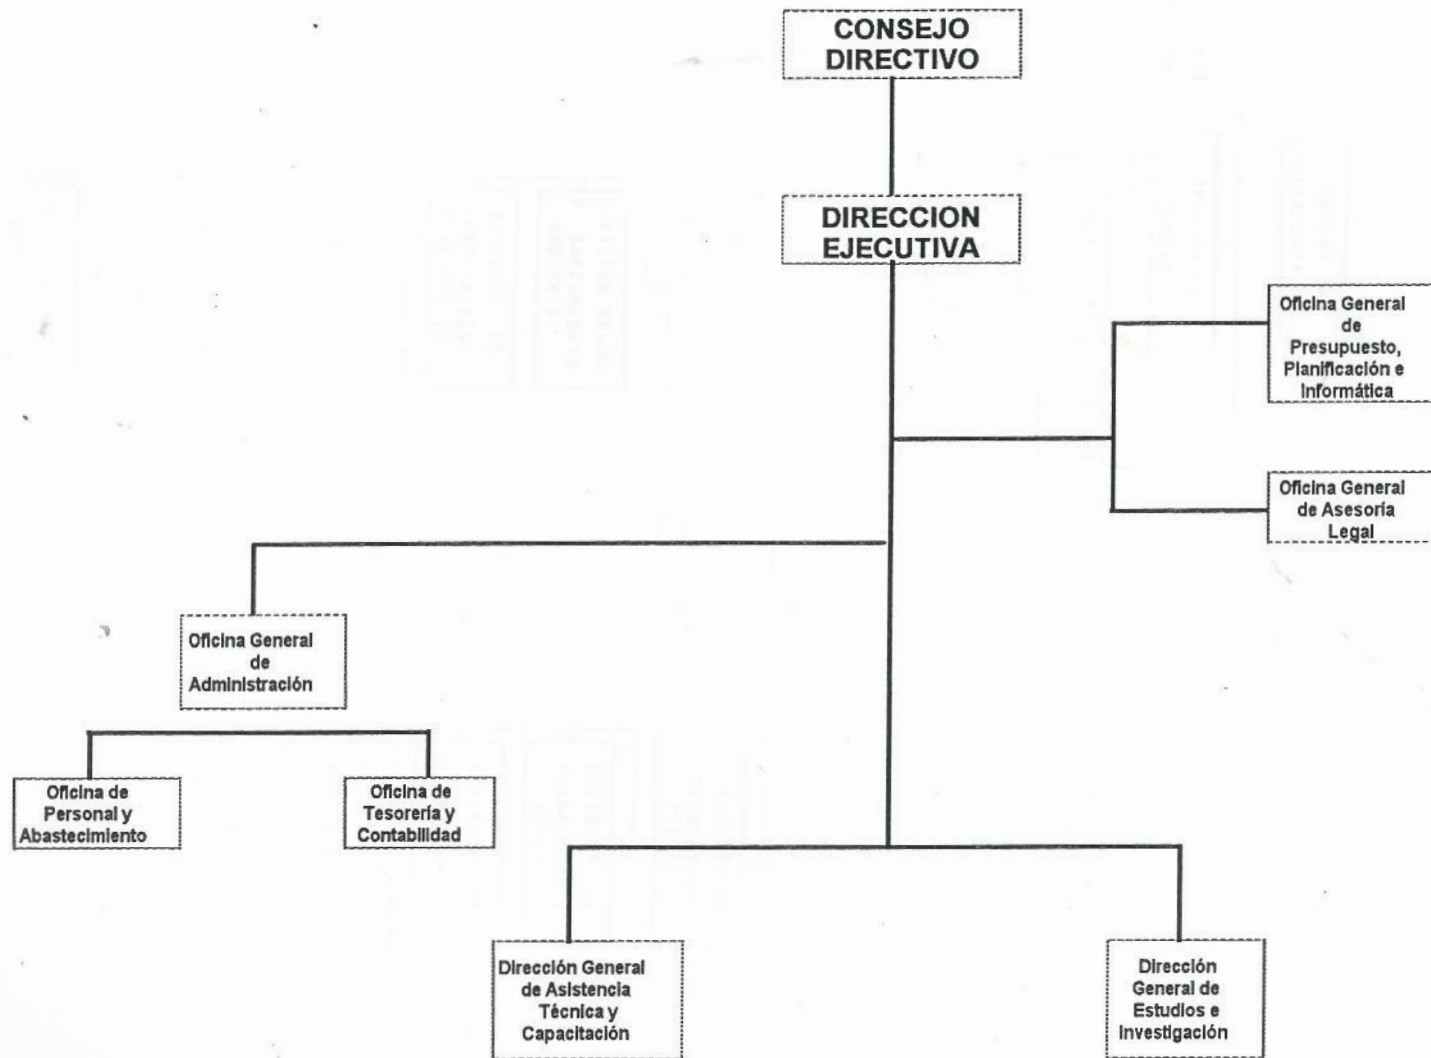 CONSEJO
DIRECTIVO
DIRECCION
EJECUTIVA
Oficina General
de
Presupuesto,
Planificación e
Informática
Oficina General
de Asesoría
Legal
Oficina General
de
Administración
Oficina de
Personal y
Abastecimiento
Oficina de
Tesorería y
Contabilidad
Dirección General
de Asistencia
Técnica y
Capacitación
Dirección
General de
Estudios e
Investigación